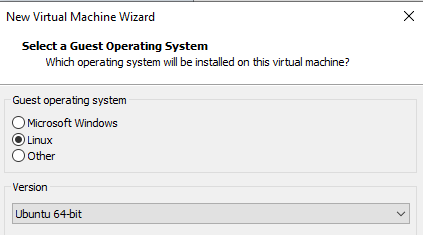 New Virtual Machine Wizard
Select a Guest Operating System
Which operating system will be installed on this virtual machine?
Guest operating system
Microsoft Windows
Linux
Other
Version
Ubuntu 64-bit